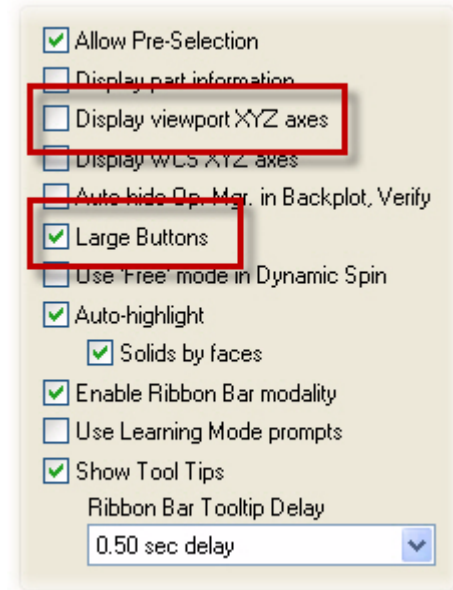 Allow Pre-Selection
Display part information
Display viewport XYZ axes
Display WCS XYZ axes
Auto-hide Op. Mgr. in Backplot, Verify
Large Buttons
Use 'Free' mode in Dynamic Spin
Auto-highlight
Solids by faces
Enable Ribbon Bar modality
Use Learning Mode prompts
Show Tool Tips
Ribbon Bar Tooltip Delay
0.50 sec delay